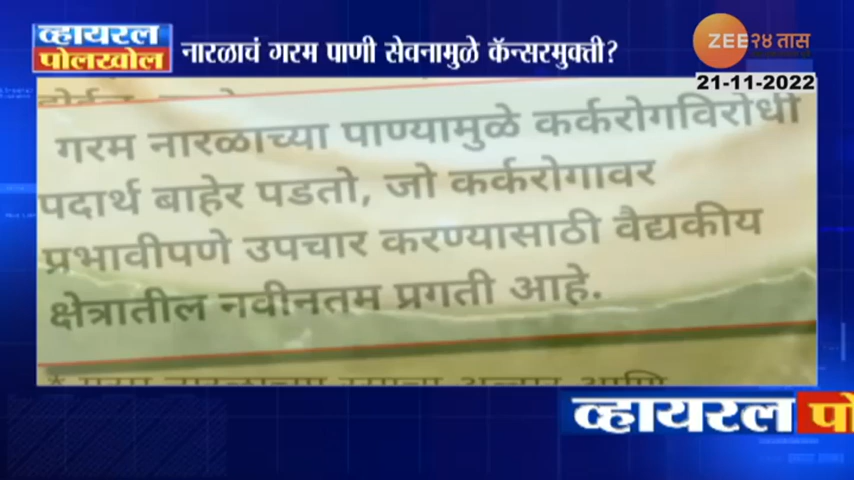 व्हायरल
पोलखोल
नारळाचं गरम पाणी सेवनामुळे कॅन्सरमुक्ती?
ZEE २४ तास
21-11-2022
गरम नारळाच्या पाण्यामुळे कर्करोगविरोधी
पदार्थ बाहेर पडतो, जो कर्करोगावर
प्रभावीपणे उपचार करण्यासाठी वैद्यकीय
क्षेत्रातील नवीनतम प्रगती आहे.
व्हायरल पो